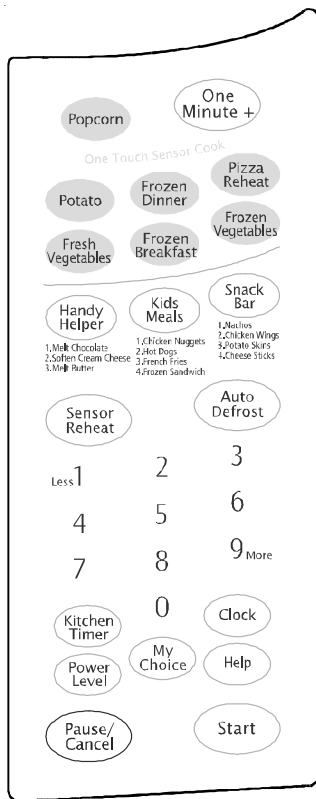 One
Minute +
Popcorn
One Touch Sensor Cook
Pizza
Reheat
Frozen
Dinner
Potato
Frozen
Vegetables
Frozen
Breakfast
Fresh
Vegetables
Handy
Helper
1,Melt Chocolate
2,Soften Cream Cheese
3,Melt Butter
Kids
Meals
1,Chicken Nuggets
2,Hot Dogs
3,French Fries
4,Frozen Sandwich
Snack
Bar
1,Nachos
2,Chicken Wings
3,Potato Skins
4,Cheese Sticks
Sensor
Reheat
Auto
Defrost
Less 1 2 3
4 5 6
7 8 9 More
0
Kitchen
Timer
Clock
Power
Level
My
Choice
Help
Pause/
Cancel
Start